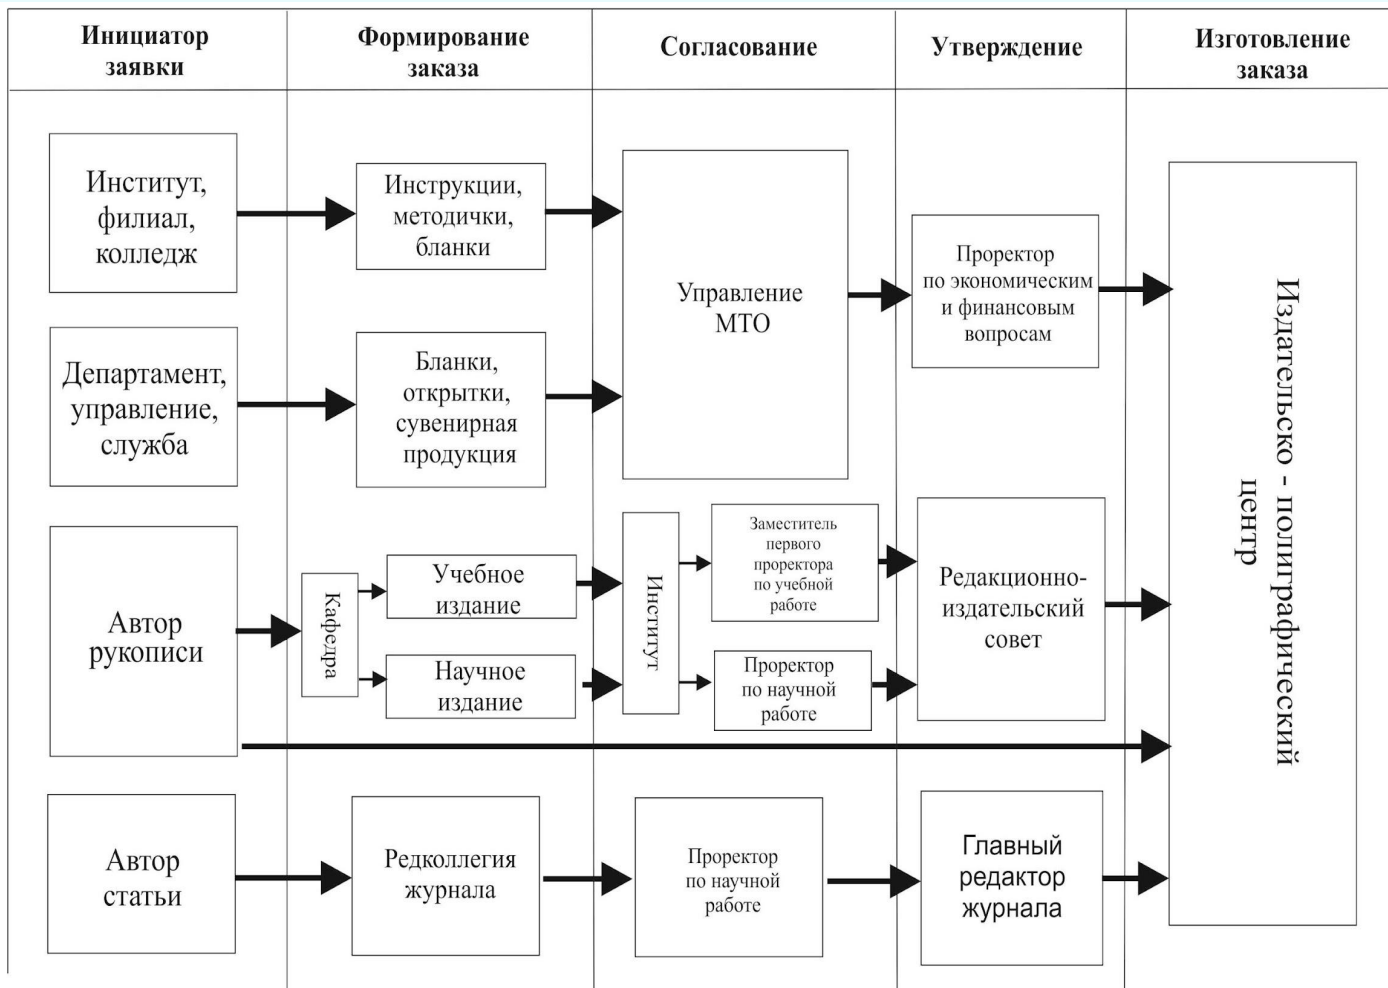 Инициатор
заявки
Формирование
заказа
Согласование
Утверждение
Изготовление
заказа
Институт,
филиал,
колледж
Инструкции,
методички,
бланки
Управление
МТО
Проректор
по экономическим
и финансовым
вопросам
Издательско - полиграфический
центр
Департамент,
управление,
служба
Бланки,
открытки,
сувенирная
продукция
Автор
рукописи
Кафедра
Учебное
издание
Научное
издание
Институт
Заместитель
первого
проректора
по учебной
работе
Проректор
по научной
работе
Редакционно-
издательский
совет
Автор
статьи
Редколлегия
журнала
Проректор
по научной
работе
Главный
редактор
журнала